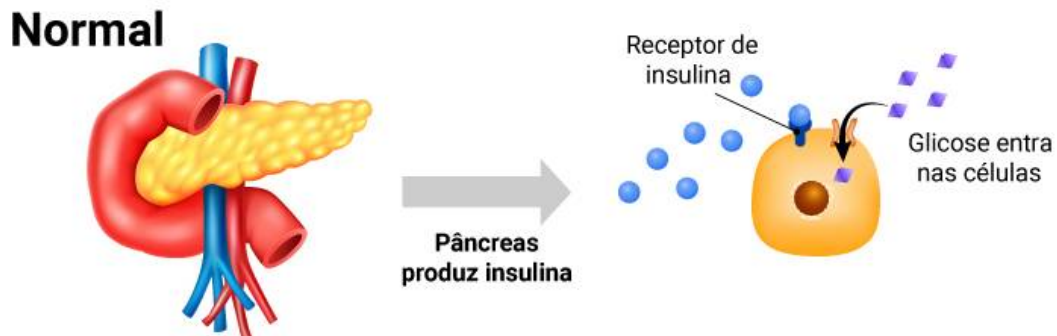 Normal
Receptor de
insulina
Glicose entra
nas células
Pâncreas
produz insulina